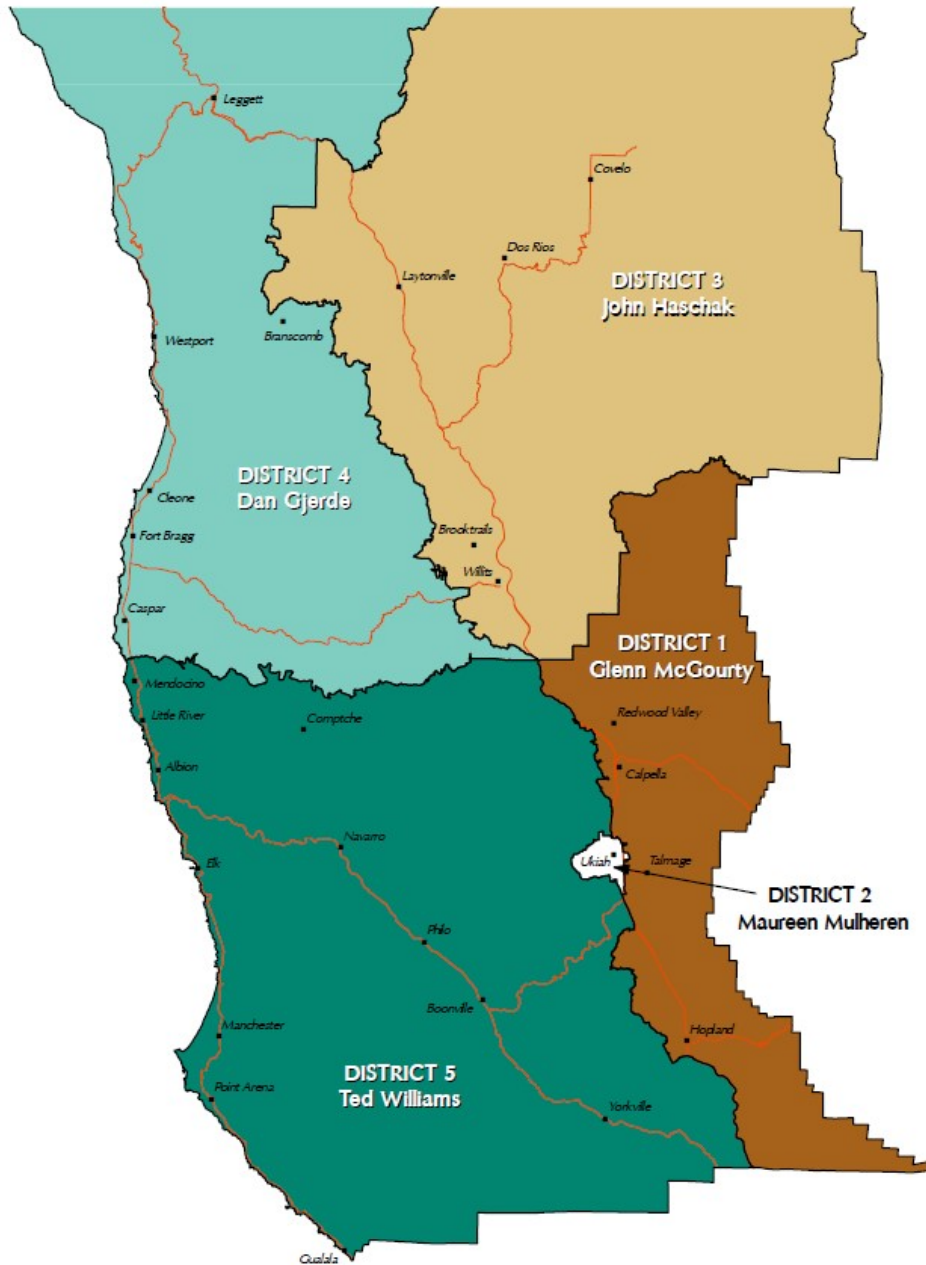 Leggett
Covelo
Dos Rios
Laytonville
DISTRICT 3
John Haschak
Branscomb
Westport
DISTRICT 4
Dan Gjerde
Cleone
Fort Bragg
Brooktrails
Willits
Caspar
DISTRICT 1
Glenn McGourty
Mendocino
Little River
Comptche
Redwood Valley
Albion
Calpella
Navarro
Elk
Ukiah
Talmage
DISTRICT 2
Maureen Mulheren
Philo
Boonville
Manchester
Hopland
DISTRICT 5
Ted Williams
Point Arena
Yorkville
Gualala